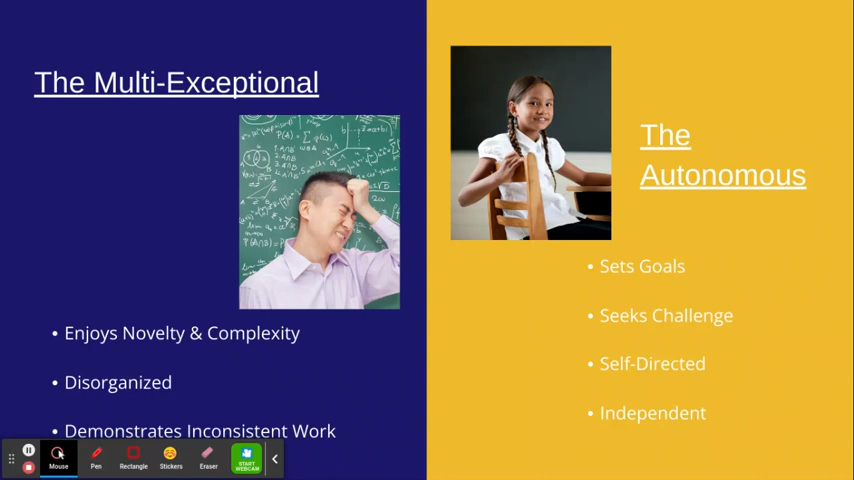 The Multi-Exceptional
• Enjoys Novelty & Complexity
• Disorganized
• Demonstrates Inconsistent Work
The
Autonomous
• Sets Goals
• Seeks Challenge
• Self-Directed
• Independent
Mouse
Pen
Rectangle
Stickers
Eraser
START
WEBCAM